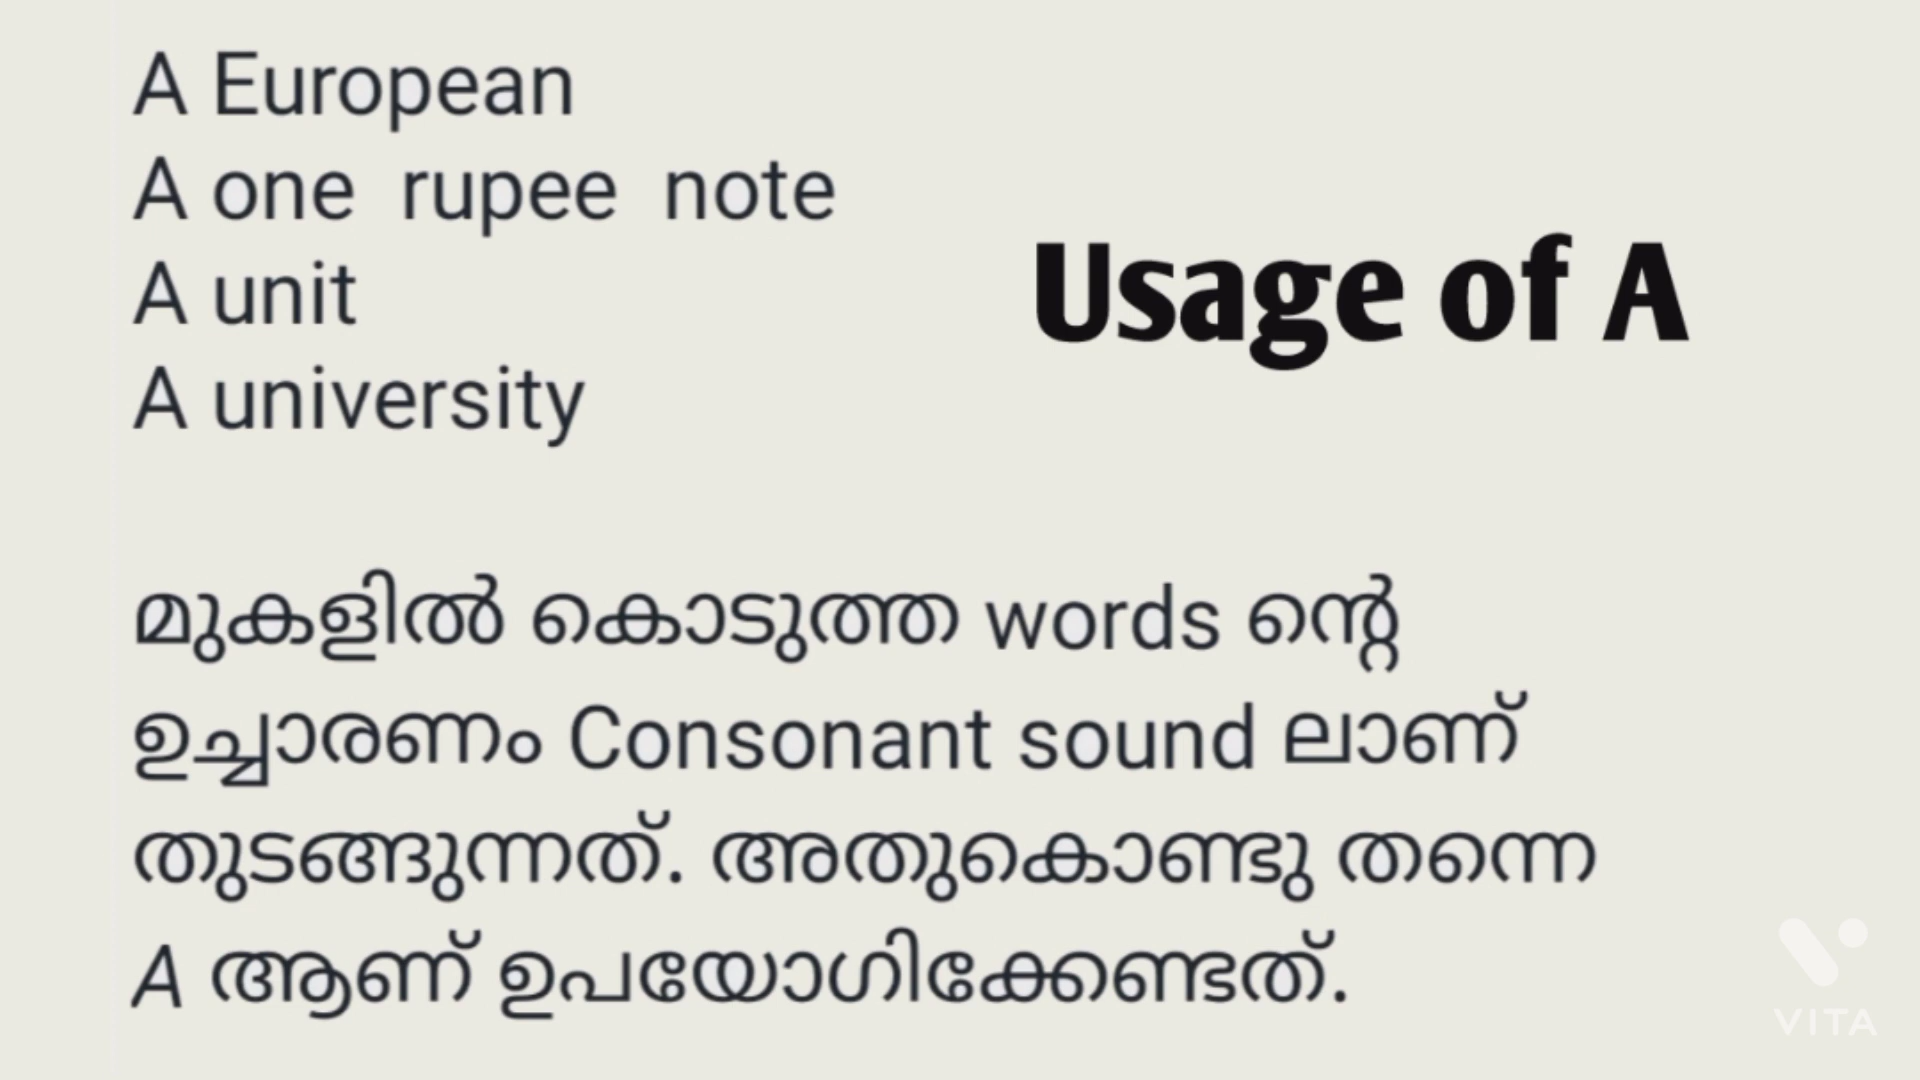 A European
A one rupee note
A unit
A university
Usage of A
മുകളിൽ കൊടുത്ത words ന്റെ
ഉച്ചാരണം Consonant sound ലാണ്
തുടങ്ങുന്നത്. അതുകൊണ്ടു തന്നെ
A ആണ് ഉപയോഗിക്കേണ്ടത്.
VITA